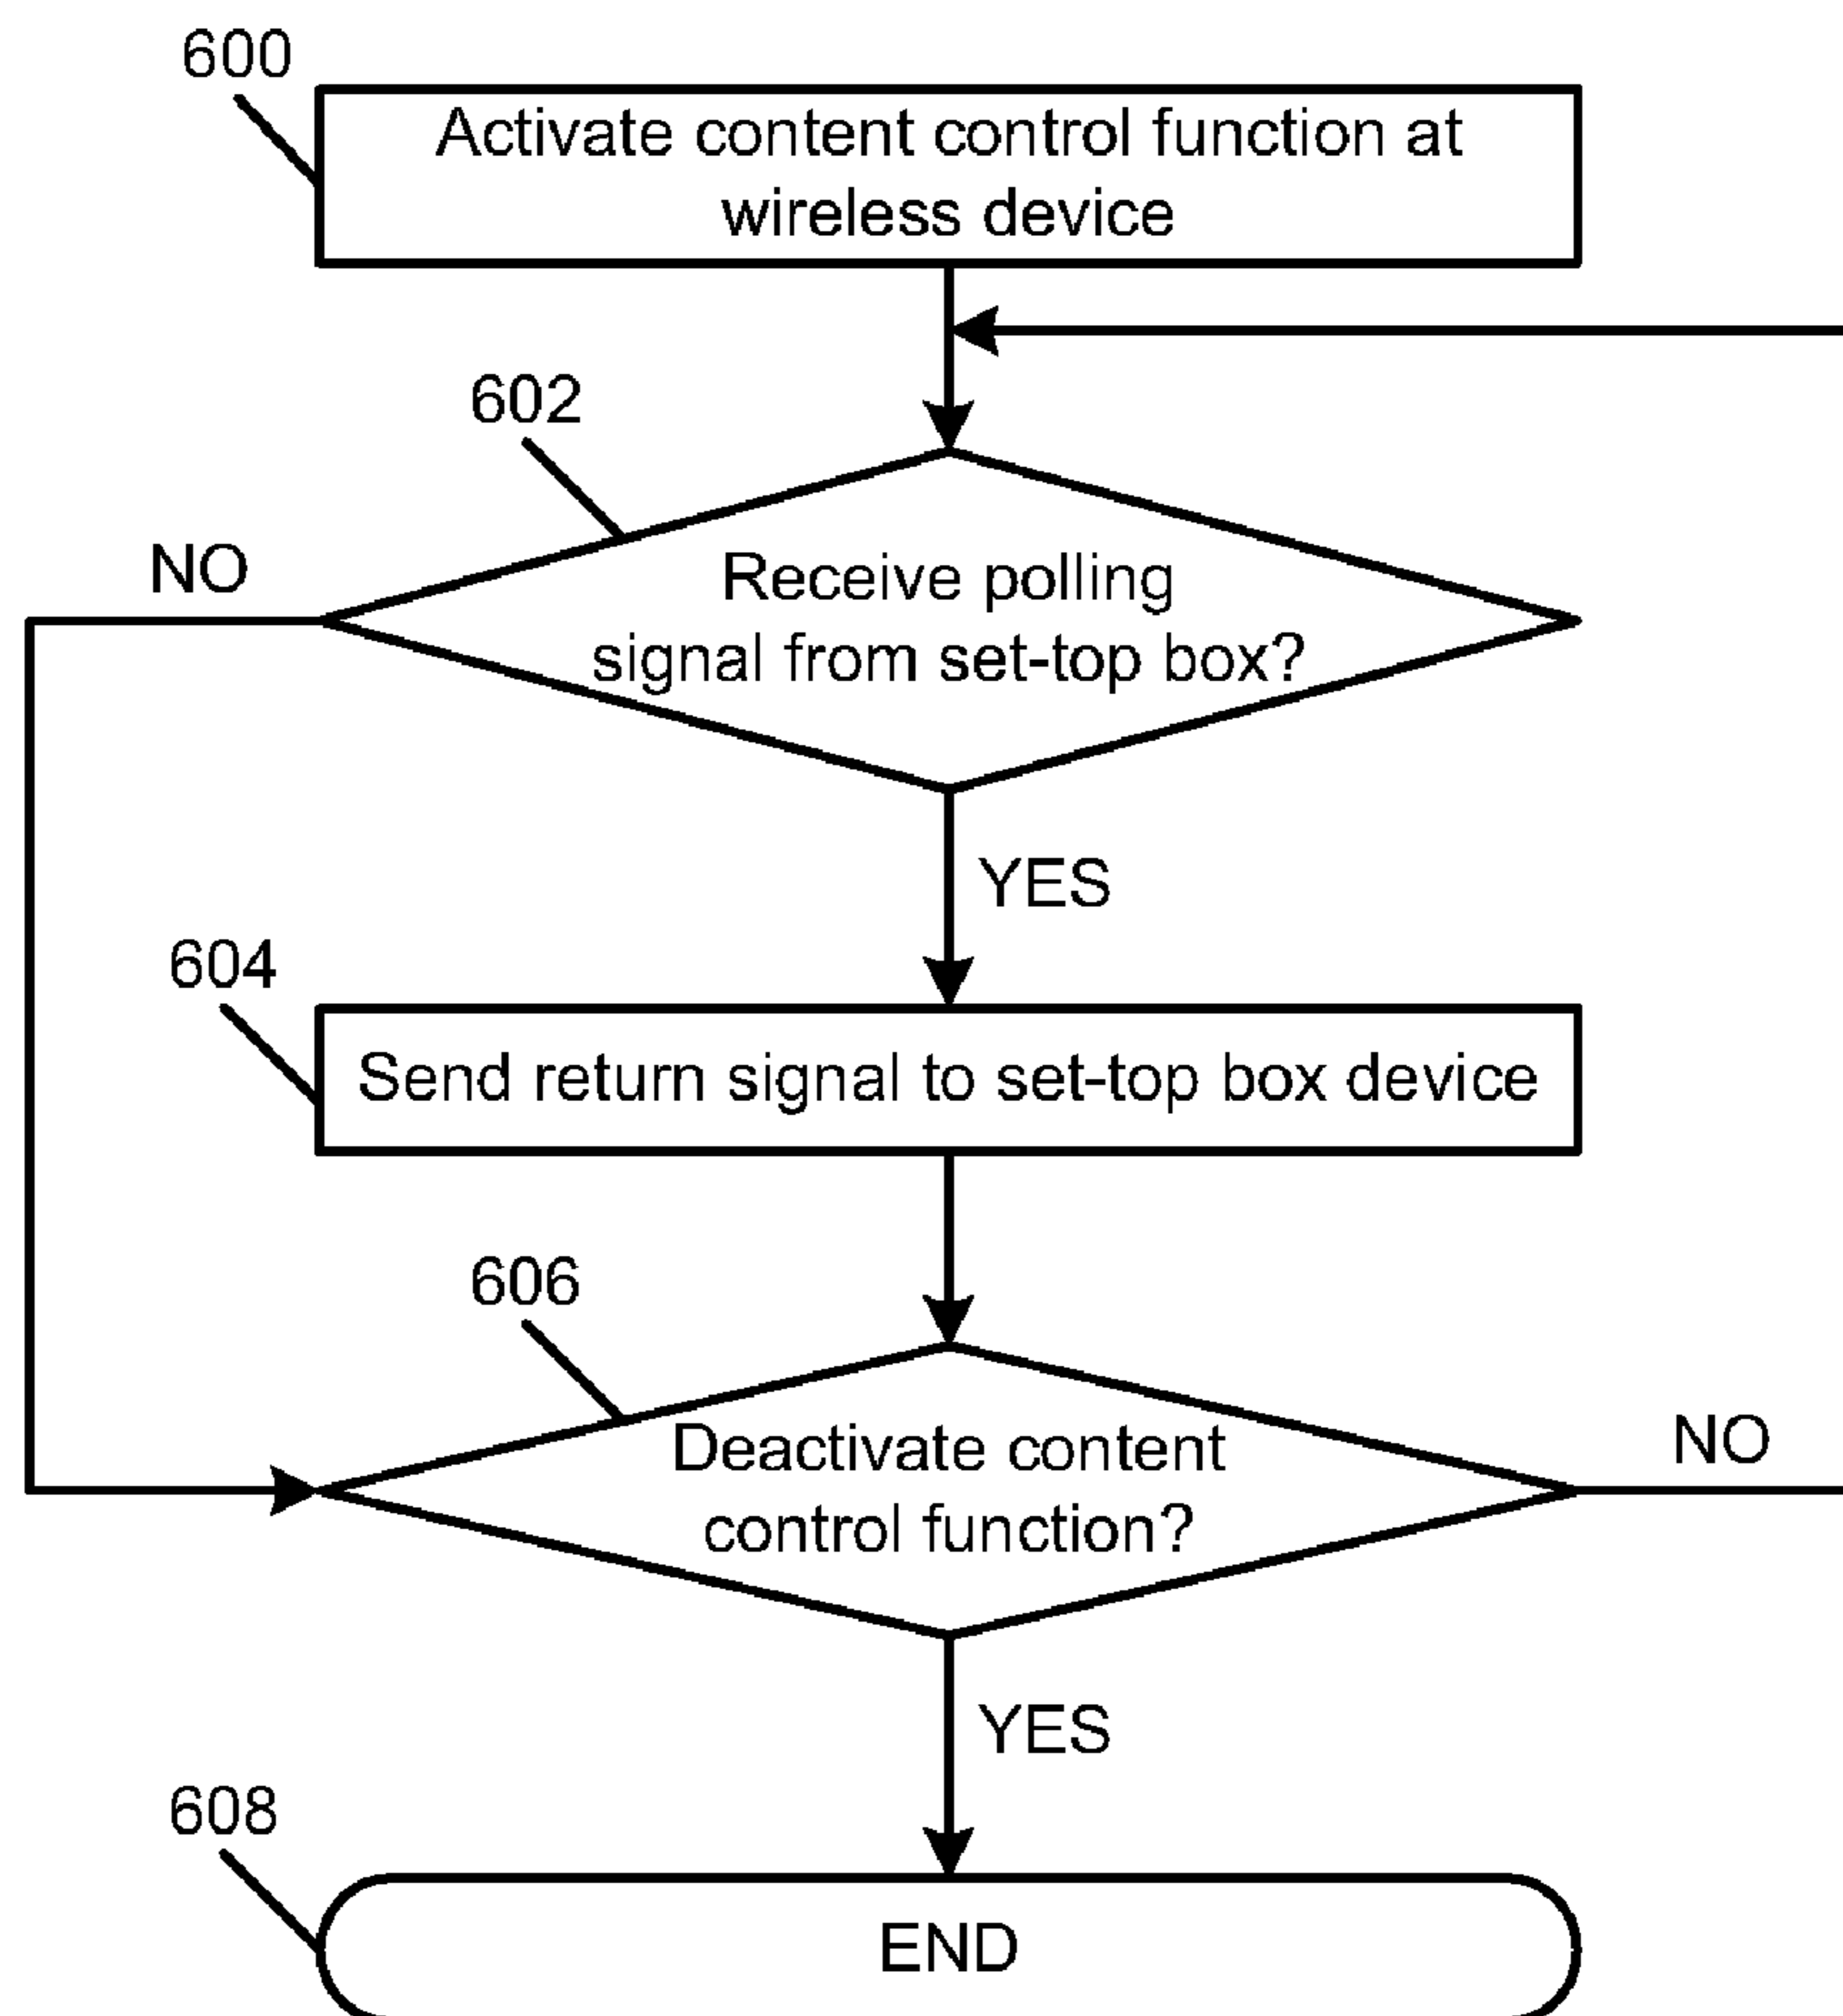 600
Activate content control function at
wireless device
602
NO
Receive polling
signal from set-top box?
YES
604
Send return signal to set-top box device
606
Deactivate content
control function?
NO
YES
608
END